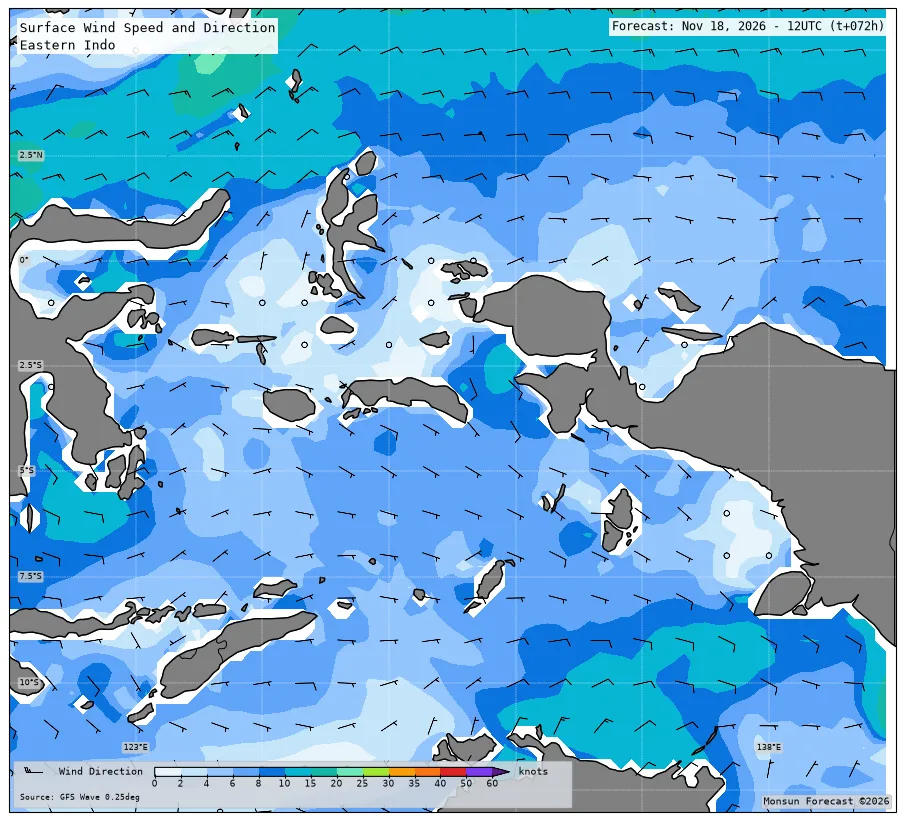 Surface Wind Speed and Direction
Eastern Indo
Forecast: Nov 18, 2026 - 12UTC (t+072h)
2.5°N
0°
2.5°S
5°S
7.5°S
10°S
123°E
138°E
Wind Direction
0 2 4 6 8 10 15 20 25 30 35 40 50 60
knots
Source: GFS Wave 0.25deg
Monsun Forecast ©2026